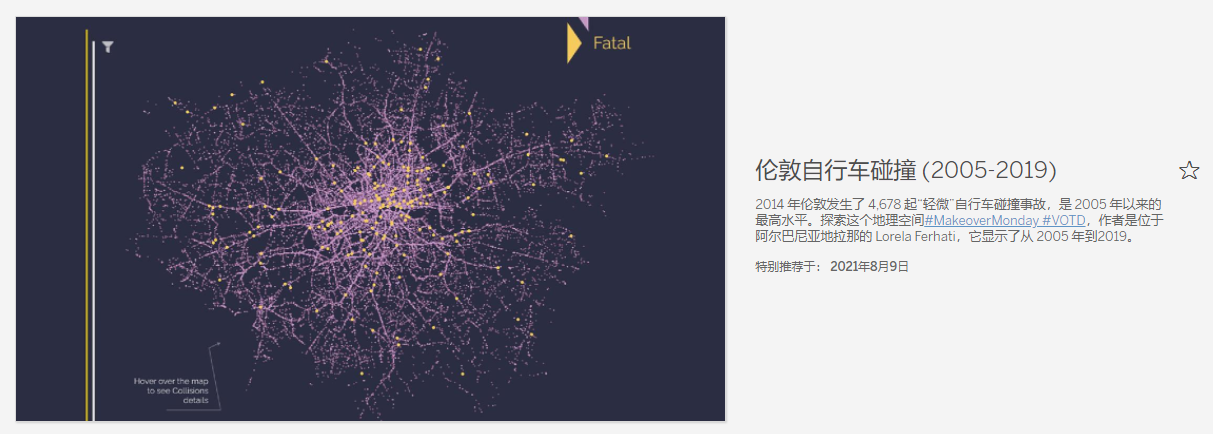 Fatal
Hover over the map
to see Collisions
details
伦敦自行车碰撞 (2005-2019)
2014 年伦敦发生了 4,678 起“轻微”自行车碰撞事故，是 2005 年以来的
最高水平。探索这个地理空间#MakeoverMonday #VOTD，作者是位于
阿尔巴尼亚地拉那的 Lorela Ferhati，它显示了从 2005 年到2019。
特别推荐于： 2021年8月9日